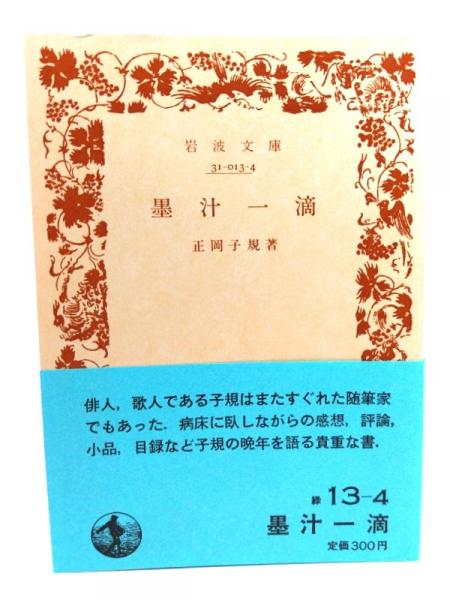 岩波文庫
31-013-4
墨汁一滴
正岡子規著
俳人，歌人である子規はまたすぐれた随筆家
でもあった．病床に臥しながらの感想，評論，
小品，目録など子規の晩年を語る貴重な書．
緑 13-4
墨汁一滴
定価300円